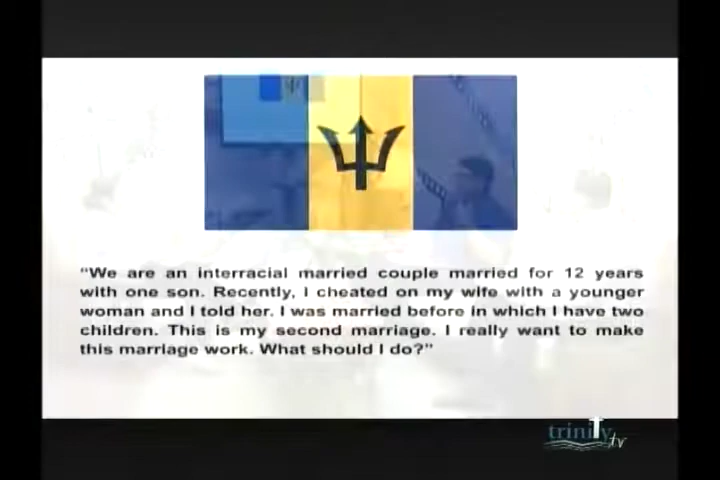 "We are an interracial married couple married for 12 years
with one son. Recently, I cheated on my wife with a younger
woman and I told her. I was married before in which I have two
children. This is my second marriage. I really want to make
this marriage work. What should I do?"
trinity
tv